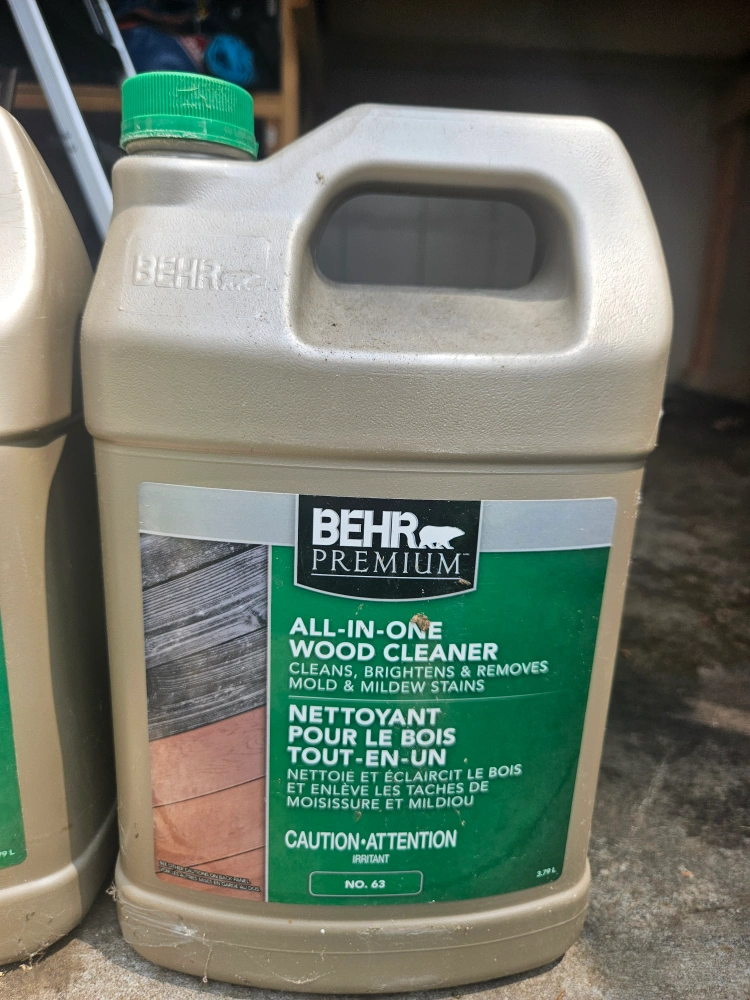 BEHR
BEHR
PREMIUM
ALL-IN-ONE
WOOD CLEANER
CLEANS, BRIGHTENS & REMOVES
MOLD & MILDEW STAINS
NETTOYANT
POUR LE BOIS
TOUT-EN-UN
NETTOIE ET ÉCLAIRCIT LE BOIS
ET ENLÈVE LES TACHES DE
MOISISSURE ET MILDIOU
CAUTION•ATTENTION
IRRITANT
NO. 63
3.79 L